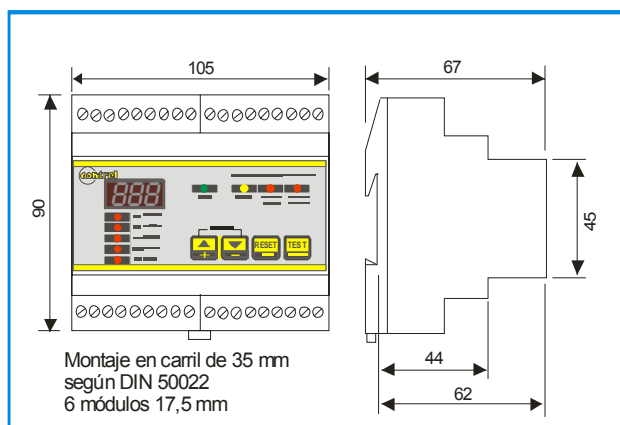 105
67
90
contrel
888
RESET
TEST
45
44
62
Montaje en carril de 35 mm
según DIN 50022
6 módulos 17,5 mm